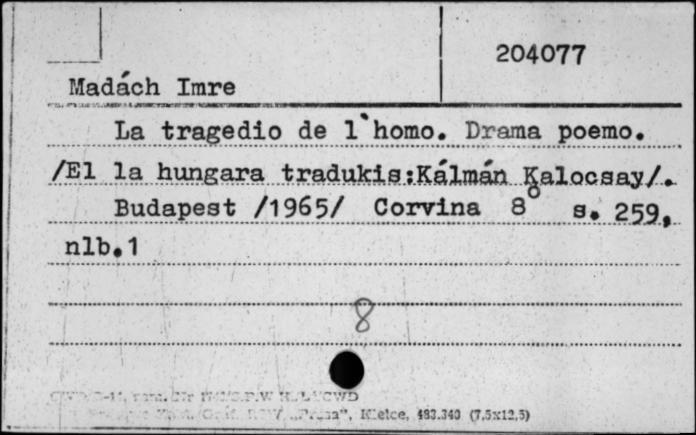 204077
Madách Imre
La tragedio de l`homo. Drama poemo.
/El la hungara tradukis:Kálmán Kalocsay/.
Budapest /1965/ Corvina 8° s. 259,
nlb.1
8
"Prasa", Kielce, 483.340 (7,5x12,5)